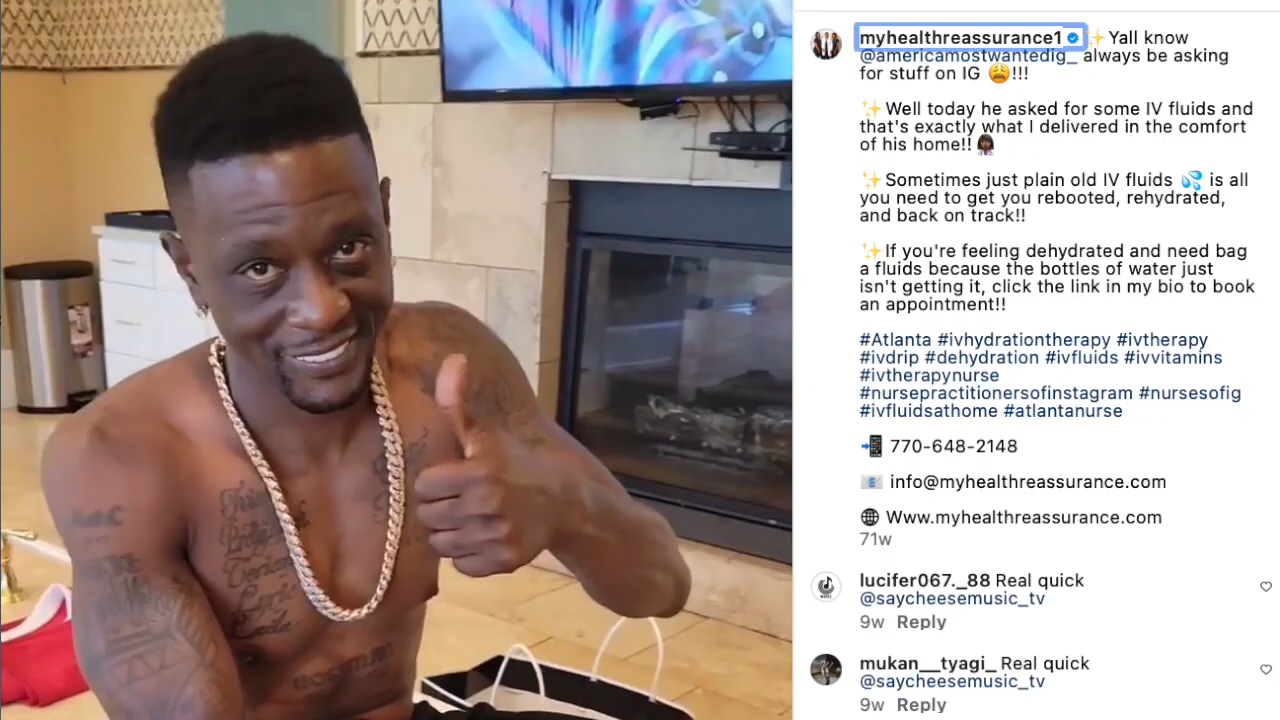 myhealthreassurance1 ✨Yall know
@americamostwantedig_ always be asking
for stuff on IG 😩!!!
✨Well today he asked for some IV fluids and
that's exactly what I delivered in the comfort
of his home!!👩🏿‍⚕️
✨Sometimes just plain old IV fluids 💦 is all
you need to get you rebooted, rehydrated,
and back on track!!
✨If you're feeling dehydrated and need bag
a fluids because the bottles of water just
isn't getting it, click the link in my bio to book
an appointment!!
#Atlanta #ivhydrationtherapy #ivtherapy
#ivdrip #dehydration #ivfluids #ivvitamins
#ivtherapynurse
#nursepractitionersofinstagram #nursesofig
#ivfluidsathome #atlantanurse
📲 770-648-2148
📧 info@myhealthreassurance.com
🌐 Www.myhealthreassurance.com
71w
lucifer067._88 Real quick
@saycheesemusic_tv
9w Reply
mukan__tyagi_ Real quick
@saycheesemusic_tv
9w Reply